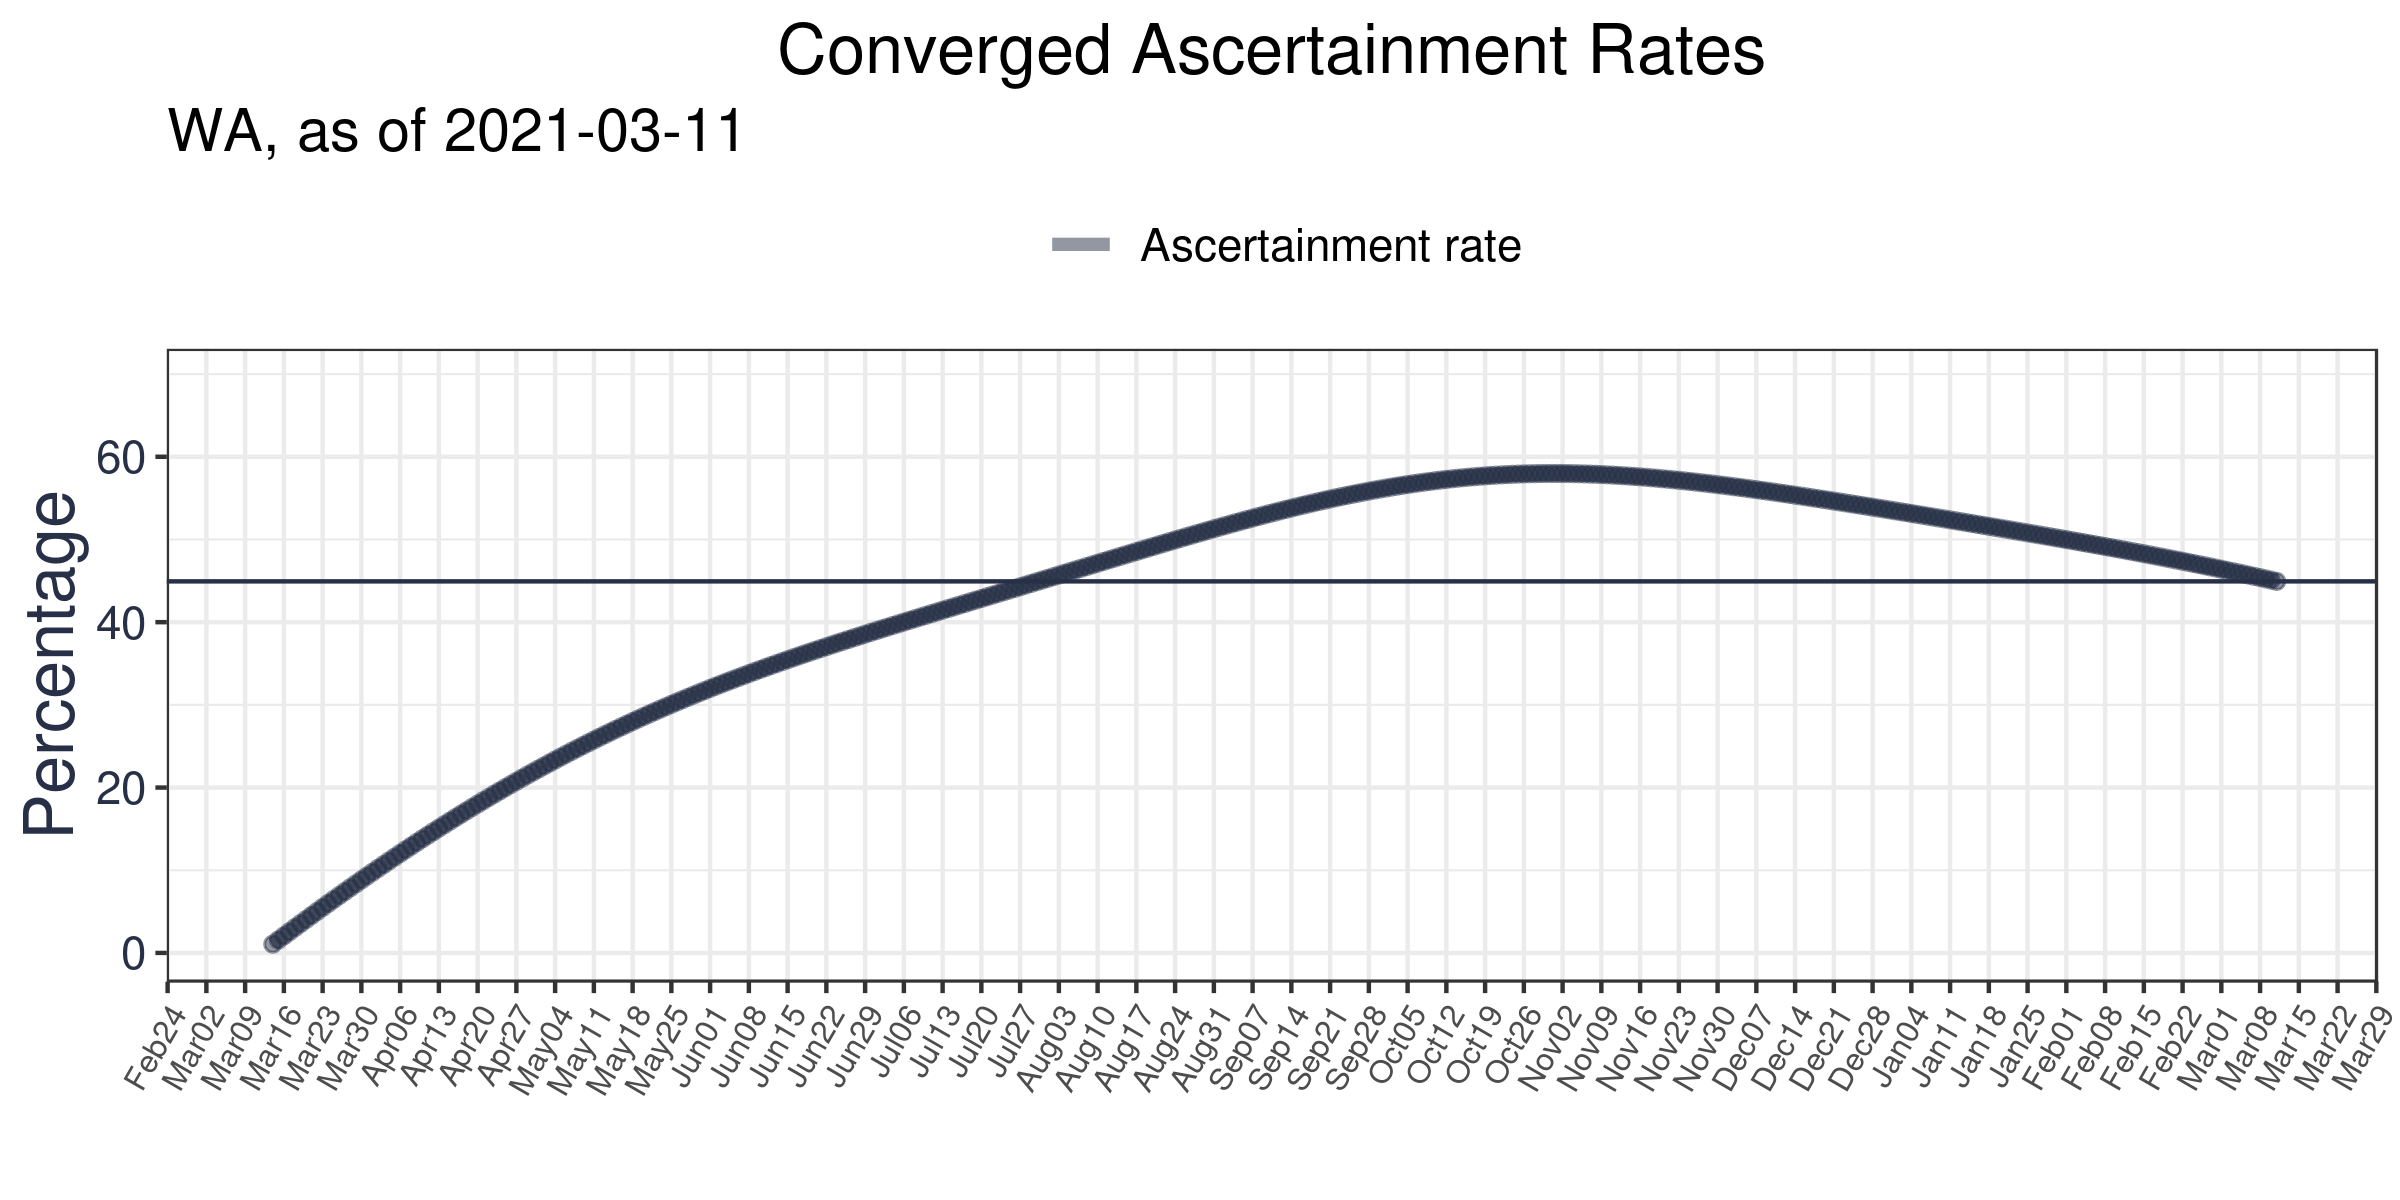 Converged Ascertainment Rates
WA, as of 2021-03-11
Ascertainment rate
Percentage
60
40
20
0
Feb24
Mar02
Mar09
Mar16
Mar23
Mar30
Apr06
Apr13
Apr20
Apr27
May04
May11
May18
May25
Jun01
Jun08
Jun15
Jun22
Jun29
Jul06
Jul13
Jul20
Jul27
Aug03
Aug10
Aug17
Aug24
Aug31
Sep07
Sep14
Sep21
Sep28
Oct05
Oct12
Oct19
Oct26
Nov02
Nov09
Nov16
Nov23
Nov30
Dec07
Dec14
Dec21
Dec28
Jan04
Jan11
Jan18
Jan25
Feb01
Feb08
Feb15
Feb22
Mar01
Mar08
Mar15
Mar22
Mar29